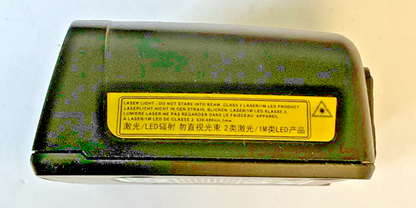 LASER LIGHT - DO NOT STARE INTO BEAM. CLASS 2 LASER/1M LED PRODUCT
LASERLICHT-NICHT IN DEN STRAHL BLICKEN. LASER/1M LED KLASSE 2
LUMIERE LASER-NE PAS REGARDER DANS LE FAISCEAU APPAREIL
A LASER/1M LED DE CLASSE 2. 630-680nm, 1mw
激光/LED辐射 勿直视光束 2类激光/1M类LED产品